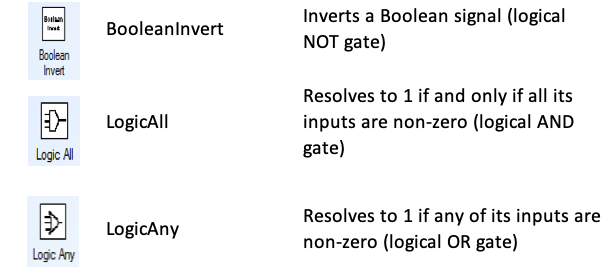 Boolean
Invert
Boolean
Invert
BooleanInvert
Inverts a Boolean signal (logical
NOT gate)
Logic All
LogicAll
Resolves to 1 if and only if all its
inputs are non-zero (logical AND
gate)
Logic Any
LogicAny
Resolves to 1 if any of its inputs are
non-zero (logical OR gate)